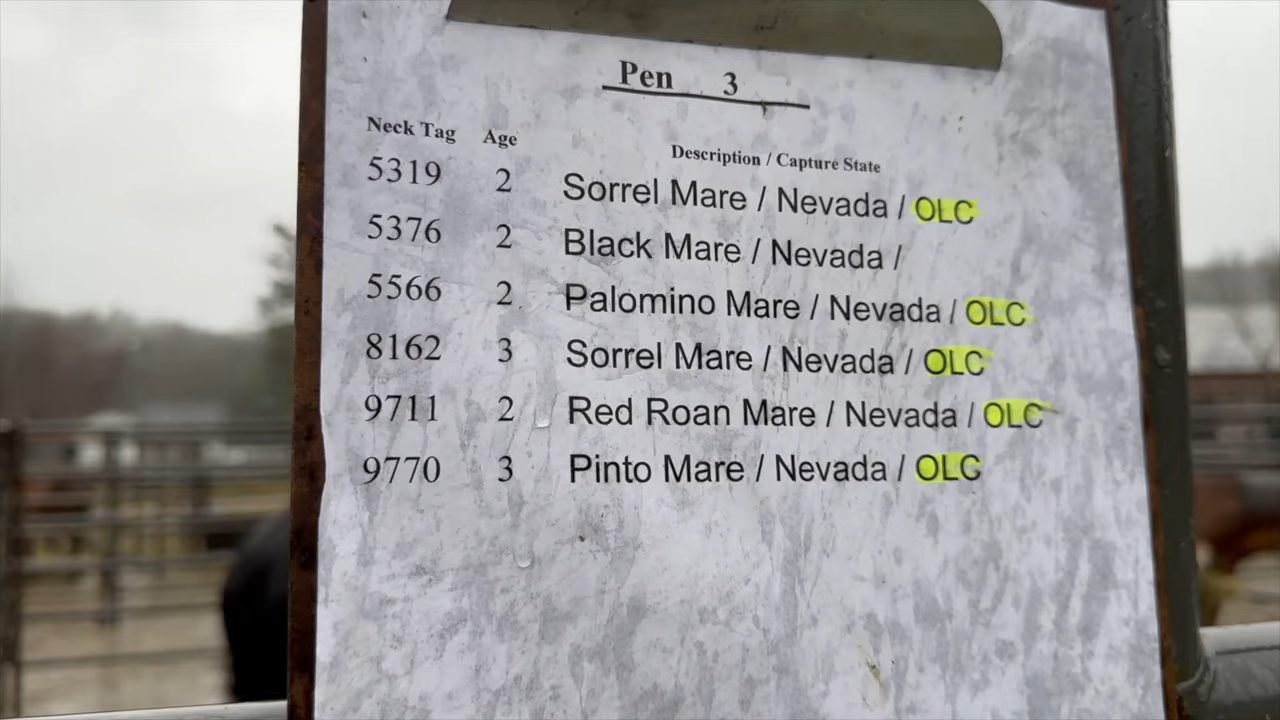 Pen 3
Neck Tag Age Description / Capture State
5319 2 Sorrel Mare / Nevada / OLC
5376 2 Black Mare / Nevada /
5566 2 Palomino Mare / Nevada / OLC
8162 3 Sorrel Mare / Nevada / OLC
9711 2 Red Roan Mare / Nevada / OLC
9770 3 Pinto Mare / Nevada / OLC